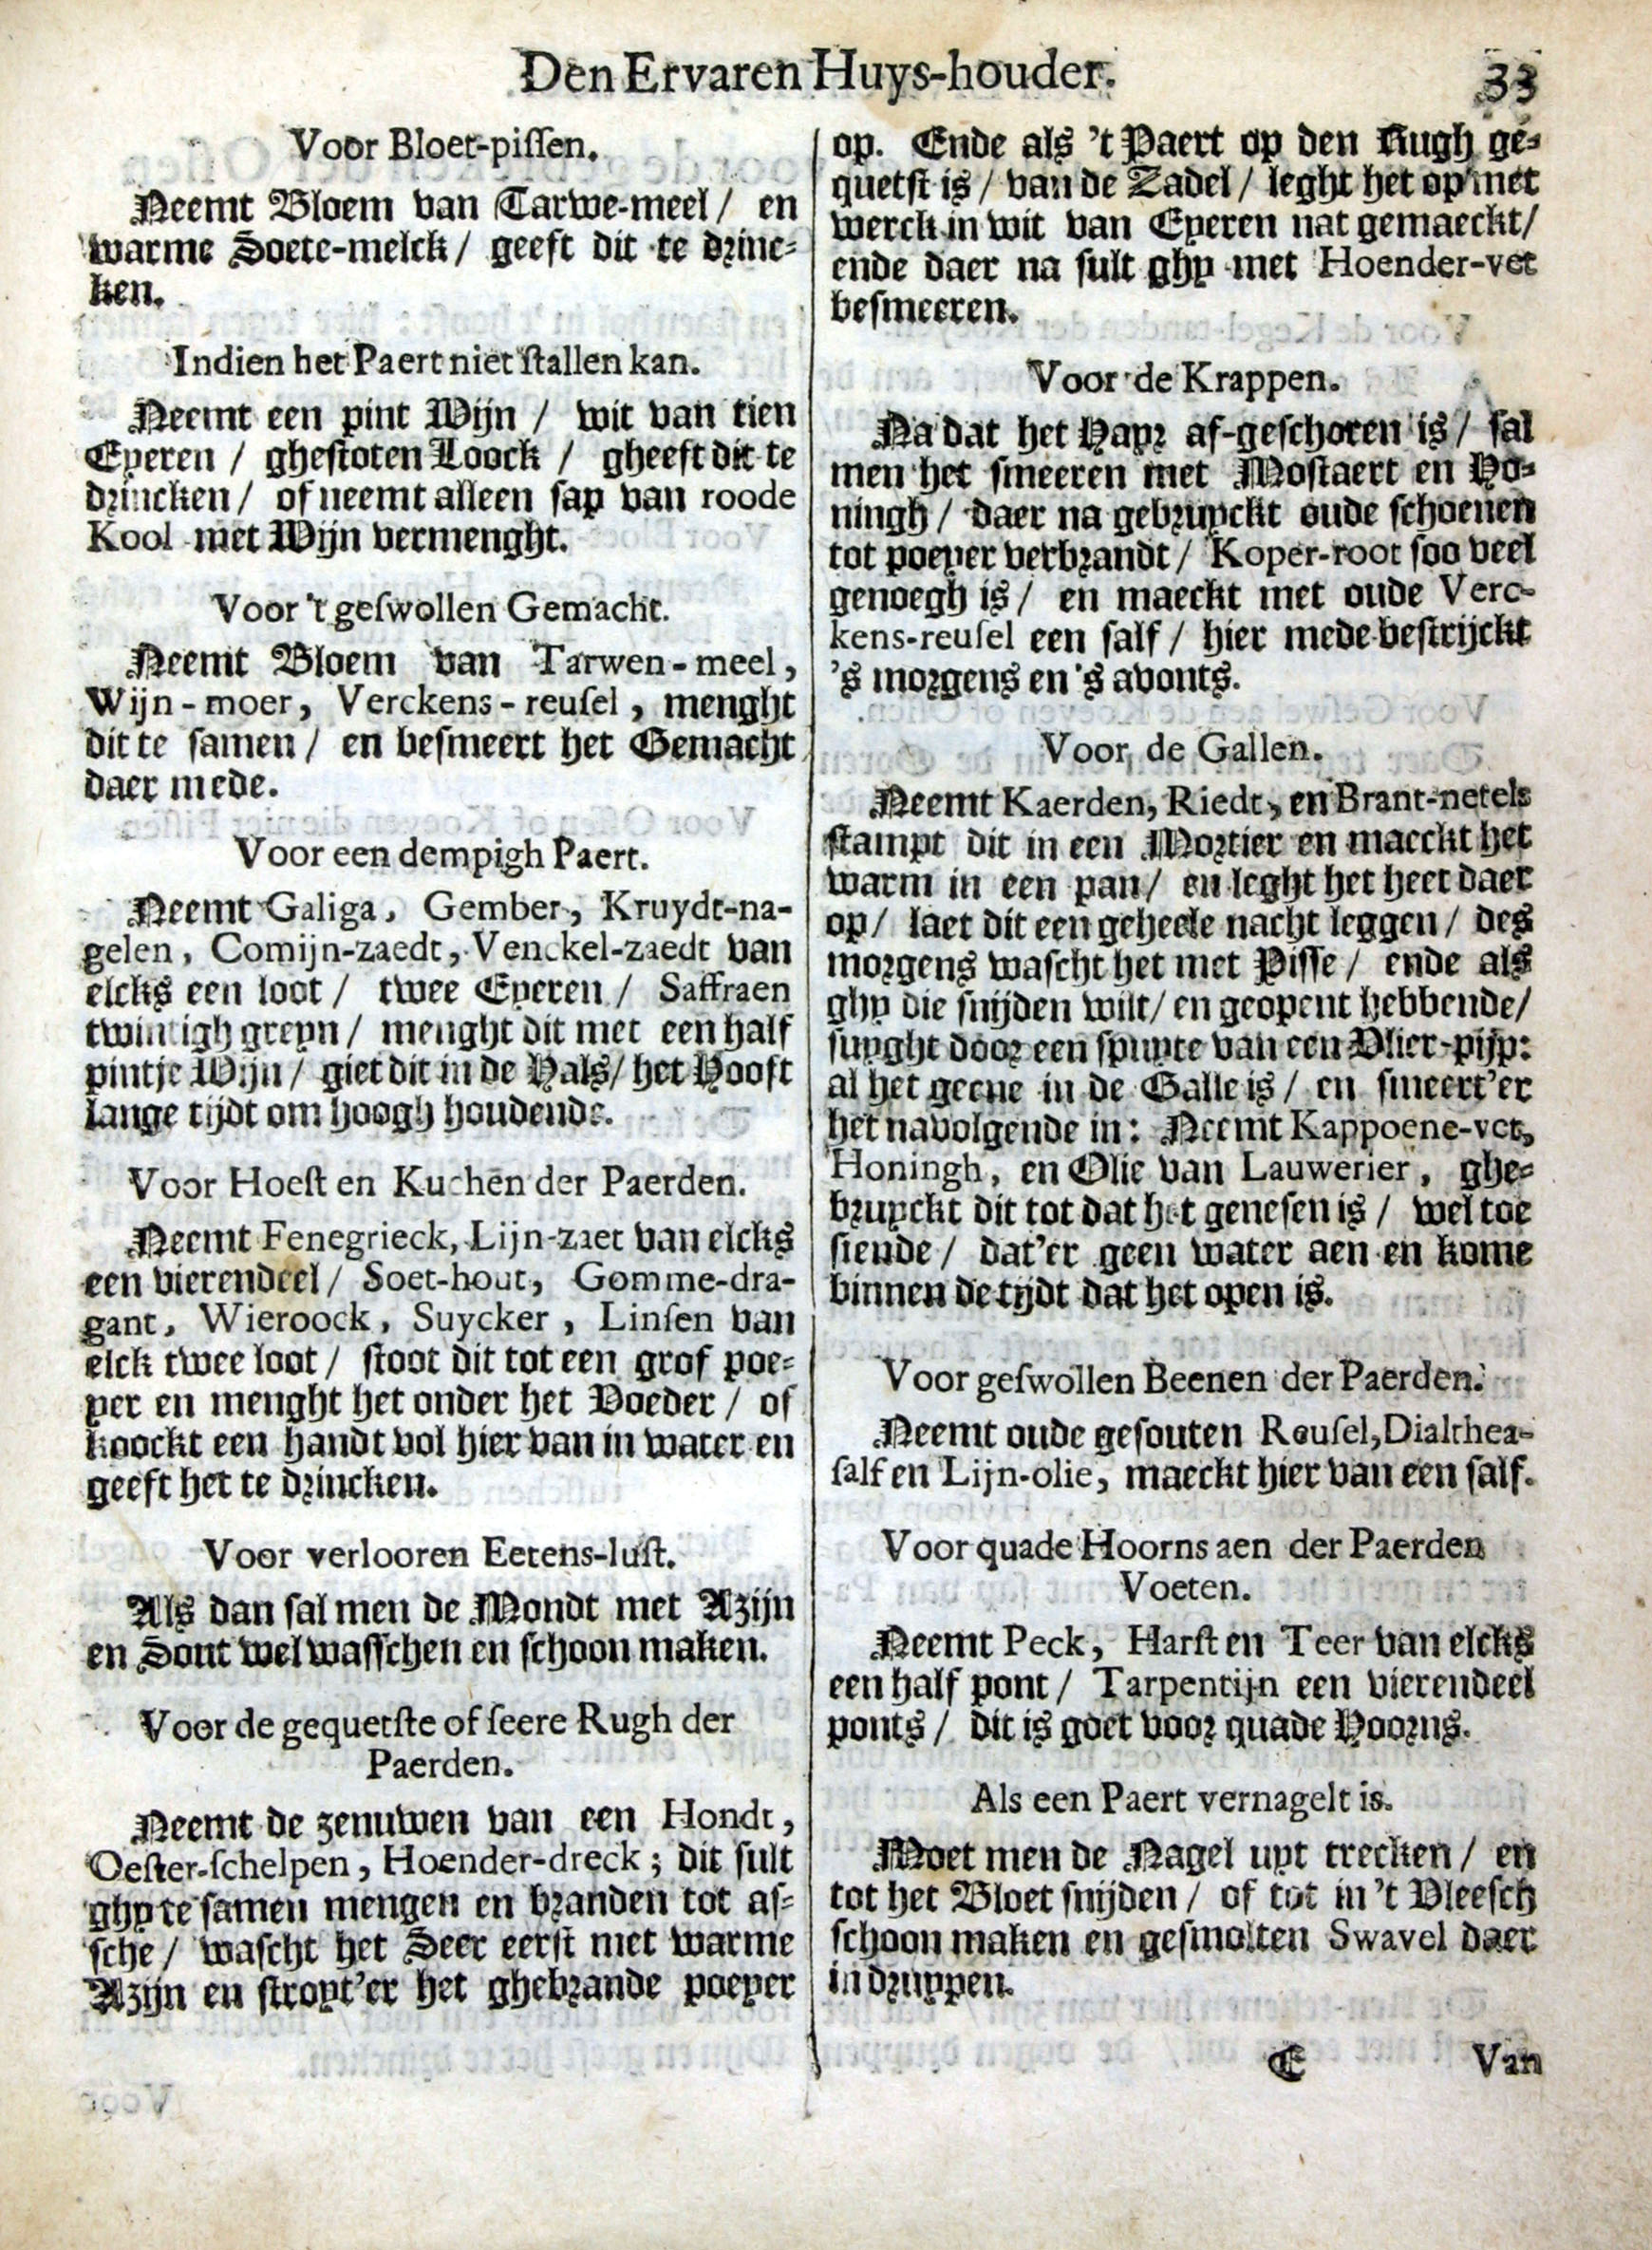 Den Ervaren Huys-houder. 33
Voor Bloet-pissen.
Neemt Bloem van Tarwe-meel / en
warme Soete-melck / geeft dit te drinc-
ken.
Indien het Paert niet stallen kan.
Neemt een pint Wijn / wit van tien
Eyeren / ghestoten Loock / gheeft dit te
drincken / of neemt alleen sap van roode
Kool met Wijn vermenght.
Voor 't geswollen Gemacht.
Neemt Bloem van Tarwen-meel,
Wijn-moer, Verckens-reusel, menght
dit te samen / en besmeert het Gemacht
daer mede.
Voor een dempigh Paert.
Neemt Galiga, Gember, Kruydt-na-
gelen, Comijn-zaedt, Venckel-zaedt van
elcks een loot / twee Eyeren / Saffraen
twintigh greyn / menght dit met een half
pintje Wijn / giet dit in de Hals / het Hooft
lange tijdt om hoogh houdende.
Voor Hoest en Kuchen der Paerden.
Neemt Fenegrieck, Lijn-zaet van elcks
een vierendeel / Soet-hout, Gomme-dra-
gant, Wieroock, Suycker, Linsen van
elck twee loot / stoot dit tot een grof poe-
yer en menght het onder het Voeder / of
koockt een handt vol hier van in water en
geeft het te drincken.
Voor verlooren Eetens-lust.
Als dan sal men de Mondt met Azijn
en Sout wel wasschen en schoon maken.
Voor de gequetste of seere Rugh der
Paerden.
Neemt de zenuwen van een Hondt,
Oester-schelpen, Hoender-dreck; dit sult
ghy te samen mengen en branden tot as-
sche / wascht het Seer eerst met warme
Azijn en stroyt'er het ghebrande poeyer
op. Ende als 't Paert op den Rugh ge-
quetst is / van de Zadel / leght het op met
werck in wit van Eyeren nat gemaeckt /
ende daer na sult ghy met Hoender-vet
besmeeren.
Voor de Krappen.
Na dat het Hayr af-geschoren is / sal
men het smeeren met Mostaert en Ho-
ningh / daer na gebruyckt oude schoenen
tot poeyer verbrandt / Koper-root soo veel
genoegh is / en maeckt met oude Verc-
kens-reusel een salf / hier mede bestrijckt
's morgens en 's avonts.
Voor de Gallen.
Neemt Kaerden, Riedt, en Brant-netels
stampt dit in een Mortier en maeckt het
warm in een pan / en leght het heet daer
op / laet dit een geheele nacht leggen / des
morgens wascht het met Pisse / ende als
ghy die snijden wilt / en geopent hebbende /
suyght door een spuyte van een Vlier-pijp:
al het geene in de Galle is / en smeert'er
het navolgende in: Neemt Kappoene-vet,
Honingh, en Olie van Lauwerier, ghe-
bruyckt dit tot dat het genesen is / wel toe
siende / dat'er geen water aen en kome
binnen de tijdt dat het open is.
Voor geswollen Beenen der Paerden.
Neemt oude gesouten Reusel, Dialthea-
salf en Lijn-olie, maeckt hier van een salf.
Voor quade Hoorns aen der Paerden
Voeten.
Neemt Peck, Harst en Teer van elcks
een half pont / Tarpentijn een vierendeel
ponts / dit is goet voor quade Hoorns.
Als een Paert vernagelt is.
Moet men de Nagel uyt trecken / en
tot het Bloet snijden / of tot in 't Vleesch
schoon maken en gesmolten Swavel daer
in druppen.
E Van